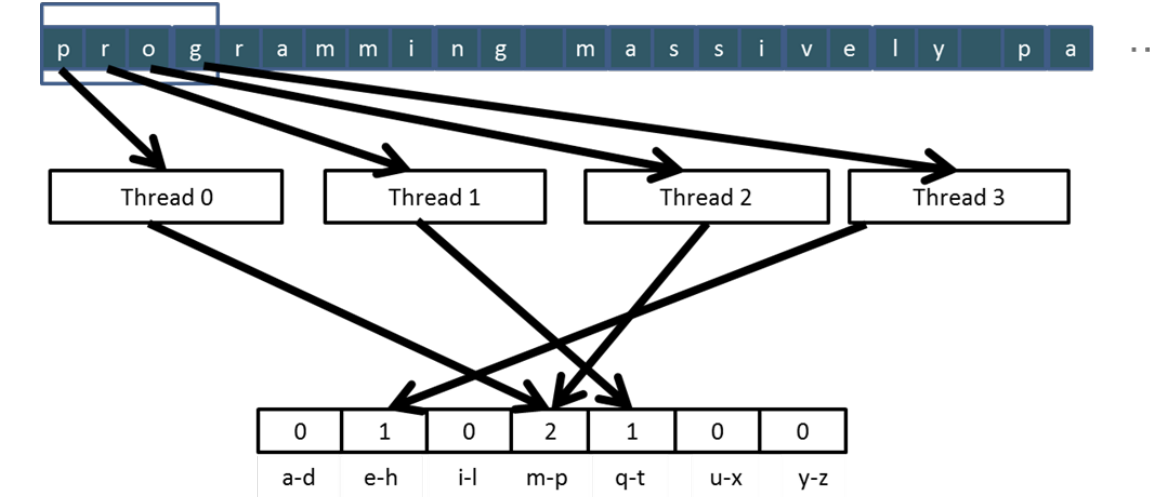 p r o g r a m m i n g m a s s i v e l y p a ..
Thread 0 Thread 1 Thread 2 Thread 3
0 1 0 2 1 0 0
a-d e-h i-l m-p q-t u-x y-z